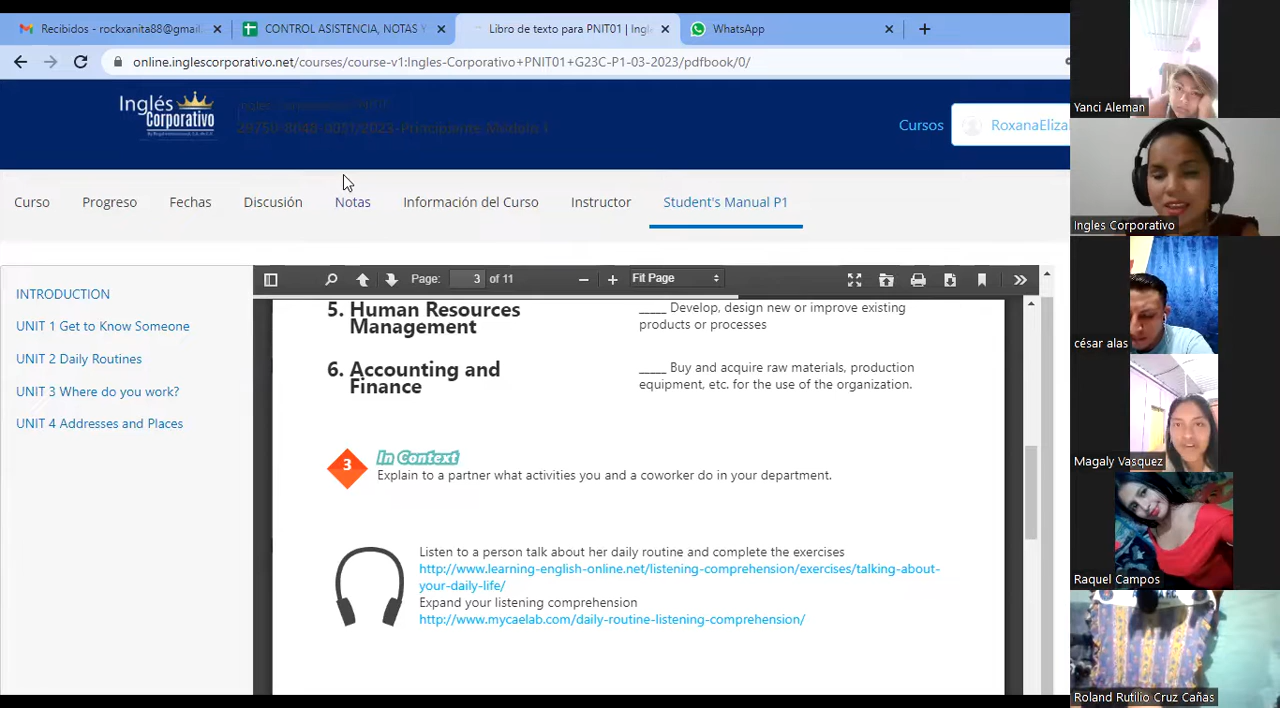 Recibidos - rockxanita88@gmail
CONTROL ASISTENCIA, NOTAS Y
Libro de texto para PNIT01 | Ingl
WhatsApp
online.inglescorporativo.net/courses/course-v1:Ingles-Corporativo+PNIT01+G23C-P1-03-2023/pdfbook/0/
Inglés
Corporativo
Cursos
RoxanaEliza
Curso
Progreso
Fechas
Discusión
Notas
Información del Curso
Instructor
Student's Manual P1
INTRODUCTION
UNIT 1 Get to Know Someone
UNIT 2 Daily Routines
UNIT 3 Where do you work?
UNIT 4 Addresses and Places
Page: 3 of 11
Fit Page
5. Human Resources
Management
_____ Develop, design new or improve existing
products or processes
6. Accounting and
Finance
_____ Buy and acquire raw materials, production
equipment, etc. for the use of the organization.
3
In Context
Explain to a partner what activities you and a coworker do in your department.
Listen to a person talk about her daily routine and complete the exercises
http://www.learning-english-online.net/listening-comprehension/exercises/talking-about-
your-daily-life/
Expand your listening comprehension
http://www.mycaelab.com/daily-routine-listening-comprehension/
Yanci Aleman
Ingles Corporativo
césar alas
Magaly Vasquez
Raquel Campos
Roland Rutilio Cruz Cañas